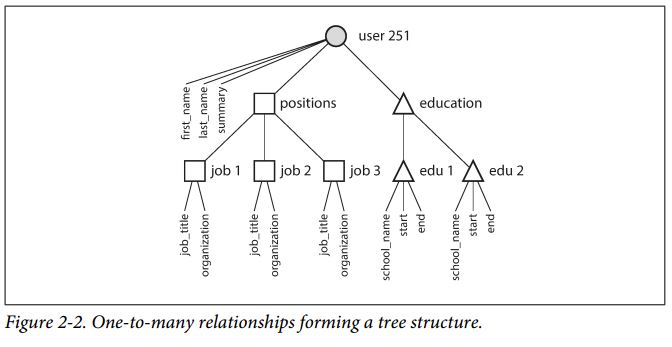 user 251
first_name
last_name
summary
positions
education
job 1
job 2
job 3
edu 1
edu 2
job_title
organization
job_title
organization
job_title
organization
school_name
start
end
school_name
start
end
Figure 2-2. One-to-many relationships forming a tree structure.